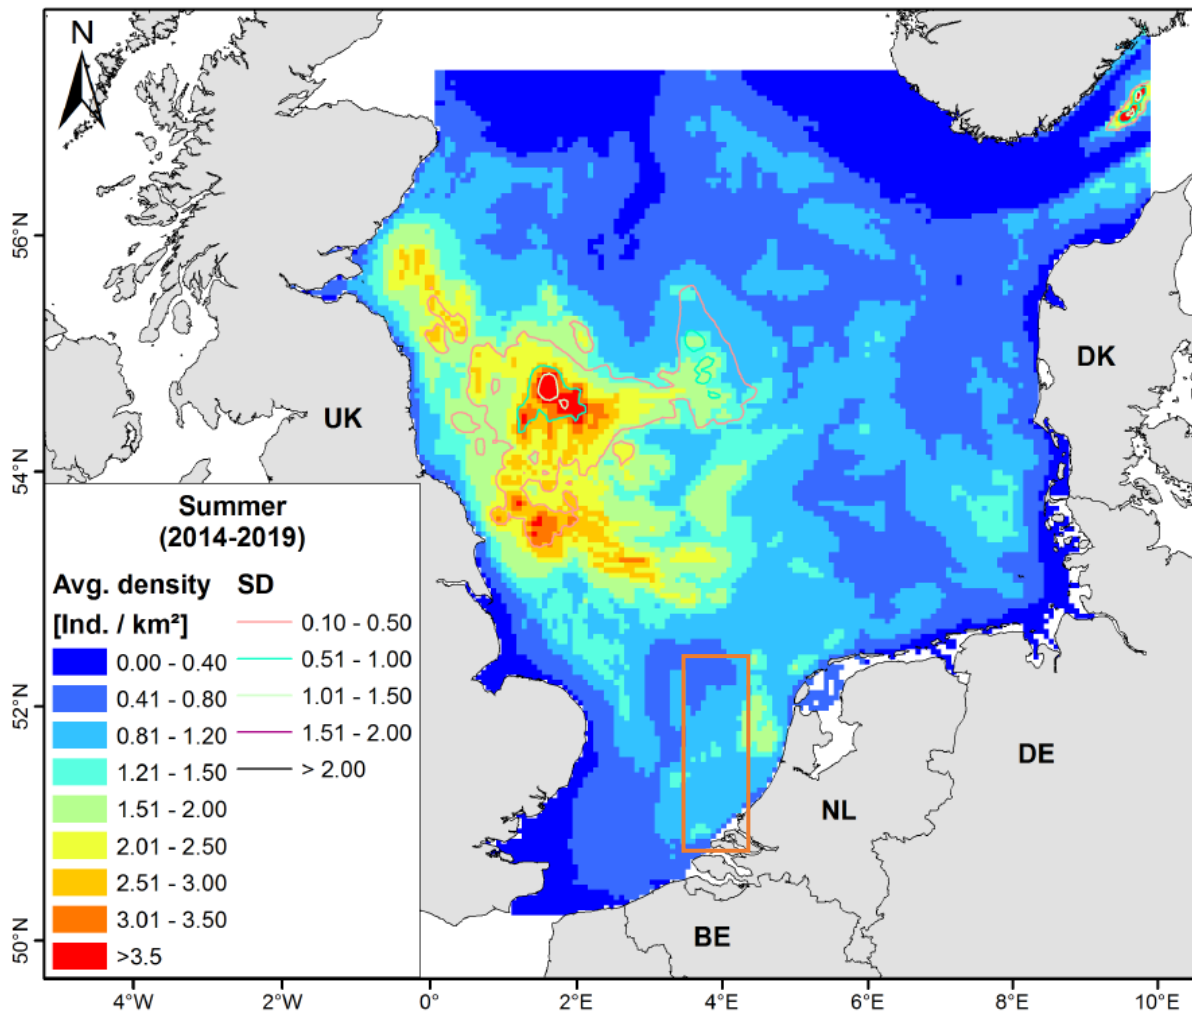 N
56°N
54°N
52°N
50°N
4°W
2°W
0°
2°E
4°E
6°E
8°E
10°E
UK
DK
DE
NL
BE
Summer
(2014-2019)
Avg. density SD
[Ind. / km²]
0.00 - 0.40
0.41 - 0.80
0.81 - 1.20
1.21 - 1.50
1.51 - 2.00
2.01 - 2.50
2.51 - 3.00
3.01 - 3.50
>3.5
0.10 - 0.50
0.51 - 1.00
1.01 - 1.50
1.51 - 2.00
> 2.00